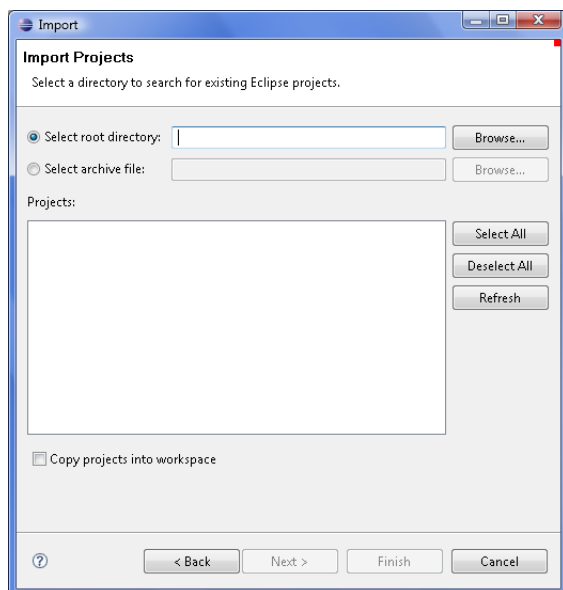 Import
Import Projects
Select a directory to search for existing Eclipse projects.
Select root directory:
Browse...
Select archive file:
Browse...
Projects:
Select All
Deselect All
Refresh
Copy projects into workspace
? < Back Next > Finish Cancel